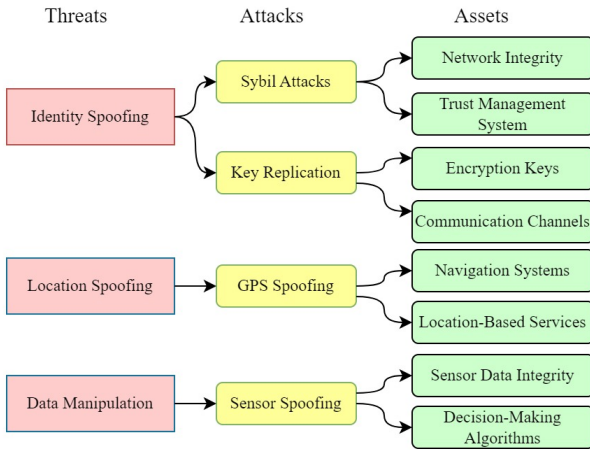 Threats
Attacks
Assets
Identity Spoofing
Sybil Attacks
Key Replication
Network Integrity
Trust Management
System
Encryption Keys
Communication Channels
Location Spoofing
GPS Spoofing
Navigation Systems
Location-Based Services
Data Manipulation
Sensor Spoofing
Sensor Data Integrity
Decision-Making
Algorithms